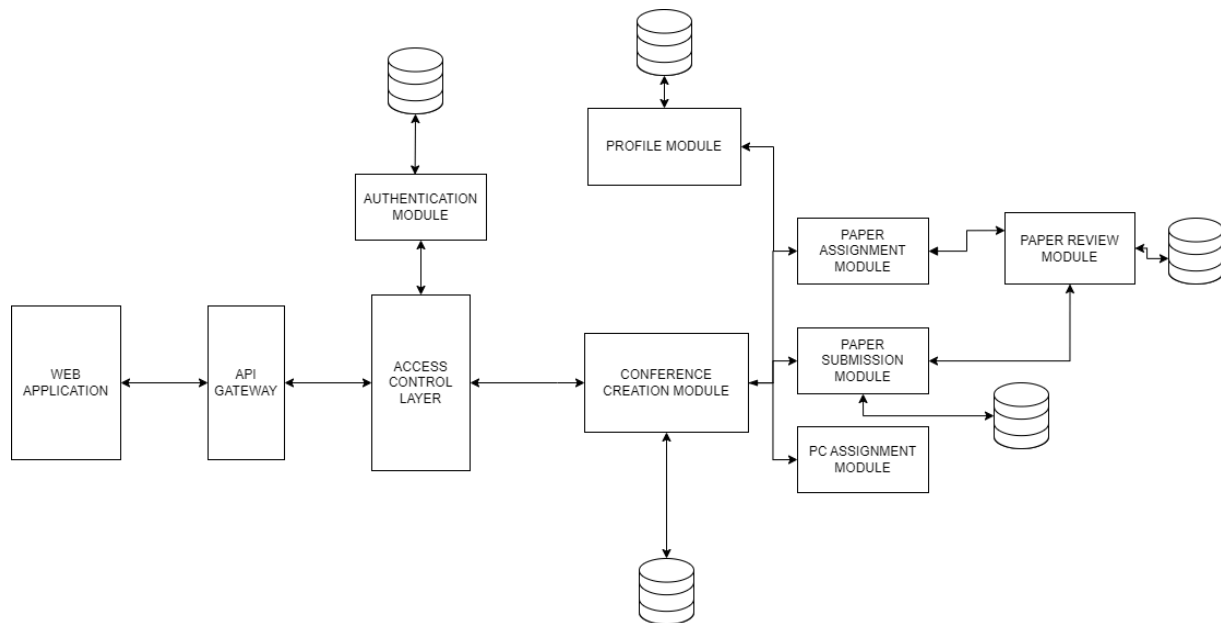 PROFILE MODULE
AUTHENTICATION
MODULE
PAPER
ASSIGNMENT
MODULE
PAPER REVIEW
MODULE
WEB
APPLICATION
API
GATEWAY
ACCESS
CONTROL
LAYER
CONFERENCE
CREATION MODULE
PAPER
SUBMISSION
MODULE
PC ASSIGNMENT
MODULE